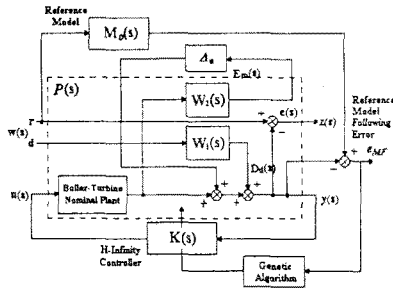 Reference
Model
M₀(s)
Δₐ
Eₘ(s)
P(s)
W₂(s)
e(s)
Reference
Model
Following
Error
r
z(s)
w(s)
d
W₁(s)
+
−
+
−
e_MF
Dd(s)
+
+
+
+
u(s)
Boiler-Turbine
Nominal Plant
y(s)
K(s)
H-Infinity
Controller
Genetic
Algorithm